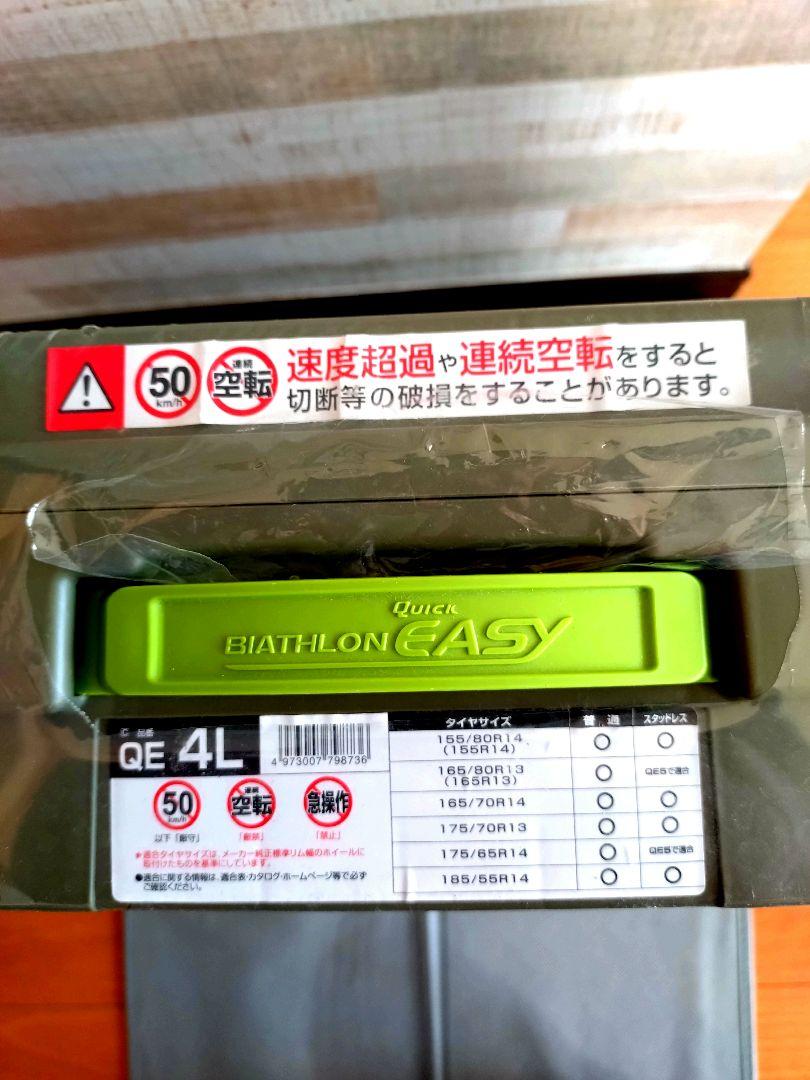 50 km/h 連続 空転 速度超過や連続空転をすると
切断等の破損をすることがあります。
QUICK
BIATHLON EASY
品番
QE 4L
4 973007 798736
50 km/h 連続 空転 急操作
以下「厳守」 「厳禁」 「禁止」
*適合タイヤサイズは、メーカー純正標準リム幅のホイールに
取付けたものを基準にしています。
●適合に関する情報は、適合表・カタログ・ホームページ等で必ず
ご確認ください。
タイヤサイズ 普通 スタッドレス
155/80R14
(155R14) ○ ○
165/80R13
(165R13) ○ QE5で適合
165/70R14 ○ ○
175/70R13 ○ ○
175/65R14 ○ QE5で適合
185/55R14 ○ ○